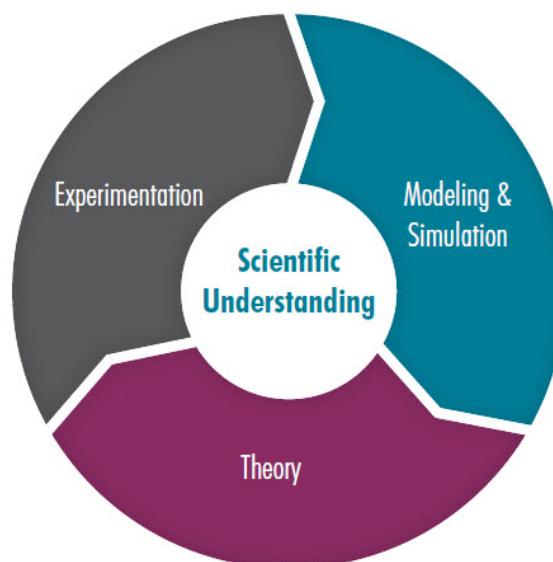 Experimentation
Modeling &
Simulation
Scientific
Understanding
Theory